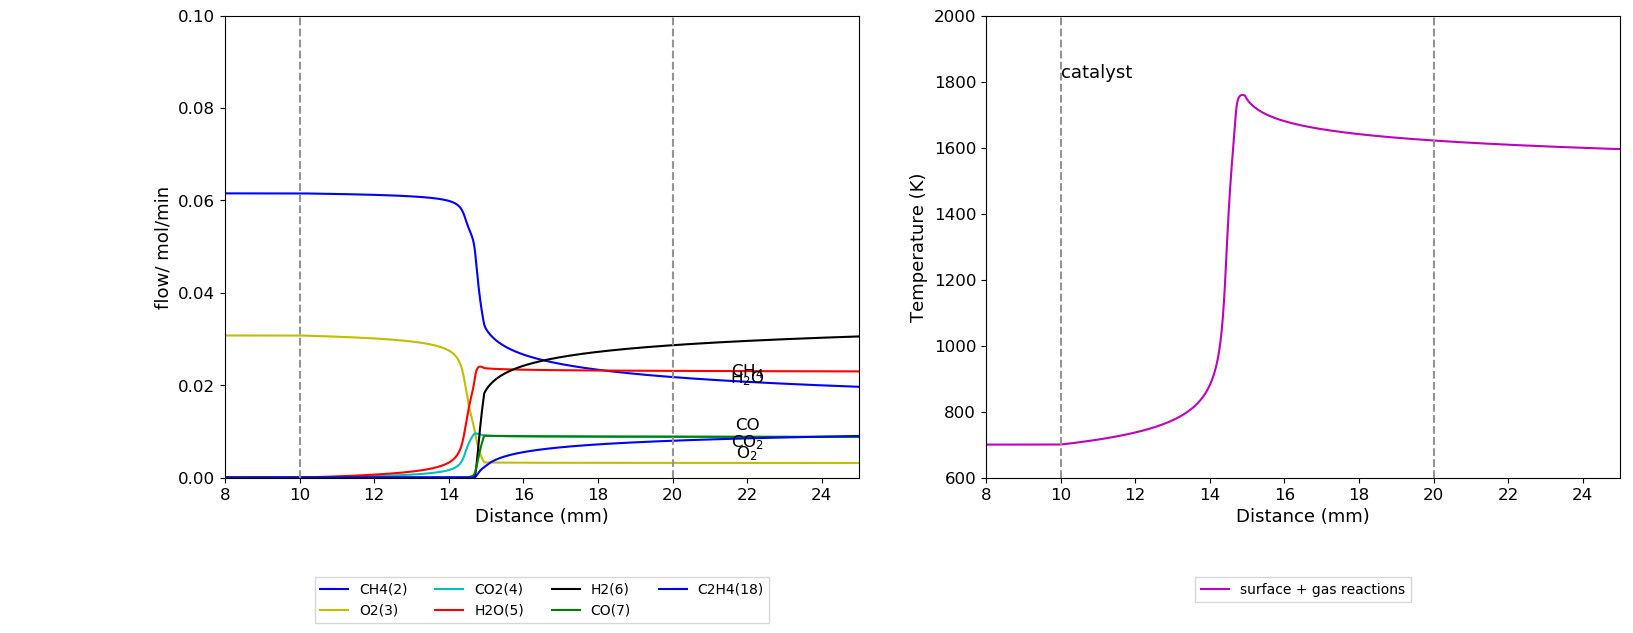 0.10
0.08
0.06
0.04
0.02
0.00
flow/ mol/min
CH₄
H₂O
CO
CO₂
O₂
8 10 12 14 16 18 20 22 24
Distance (mm)
CH4(2) CO2(4) H2(6) C2H4(18)
O2(3) H2O(5) CO(7)
2000
1800
1600
1400
1200
1000
800
600
Temperature (K)
catalyst
8 10 12 14 16 18 20 22 24
Distance (mm)
surface + gas reactions